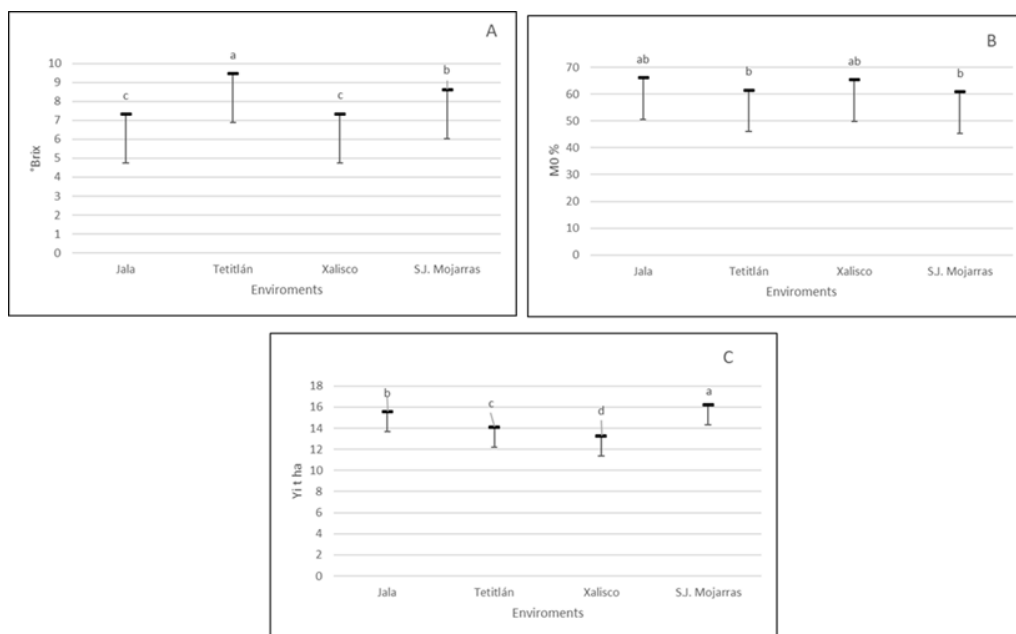 A
a
b
c
c
10
9
8
7
6
5
4
3
2
1
0
°Brix
Jala Tetitlán Xalisco S.J. Mojarras
Enviroments
B
ab
b
ab
b
70
60
50
40
30
20
10
0
M0 %
Jala Tetitlán Xalisco S.J. Mojarras
Enviroments
C
b
c
d
a
18
16
14
12
10
8
6
4
2
0
Yi t ha
Jala Tetitlán Xalisco S.J. Mojarras
Enviroments